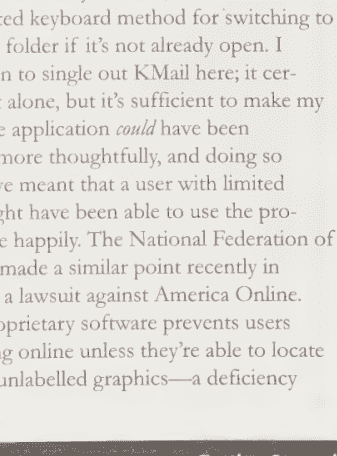 ted keyboard method for switching to
folder if it's not already open. I
n to single out KMail here; it cer-
alone, but it's sufficient to make my
e application could have been
more thoughtfully, and doing so
ve meant that a user with limited
ght have been able to use the pro-
e happily. The National Federation of
made a similar point recently in
a lawsuit against America Online.
oprietary software prevents users
ng online unless they're able to locate
unlabelled graphics—a deficiency